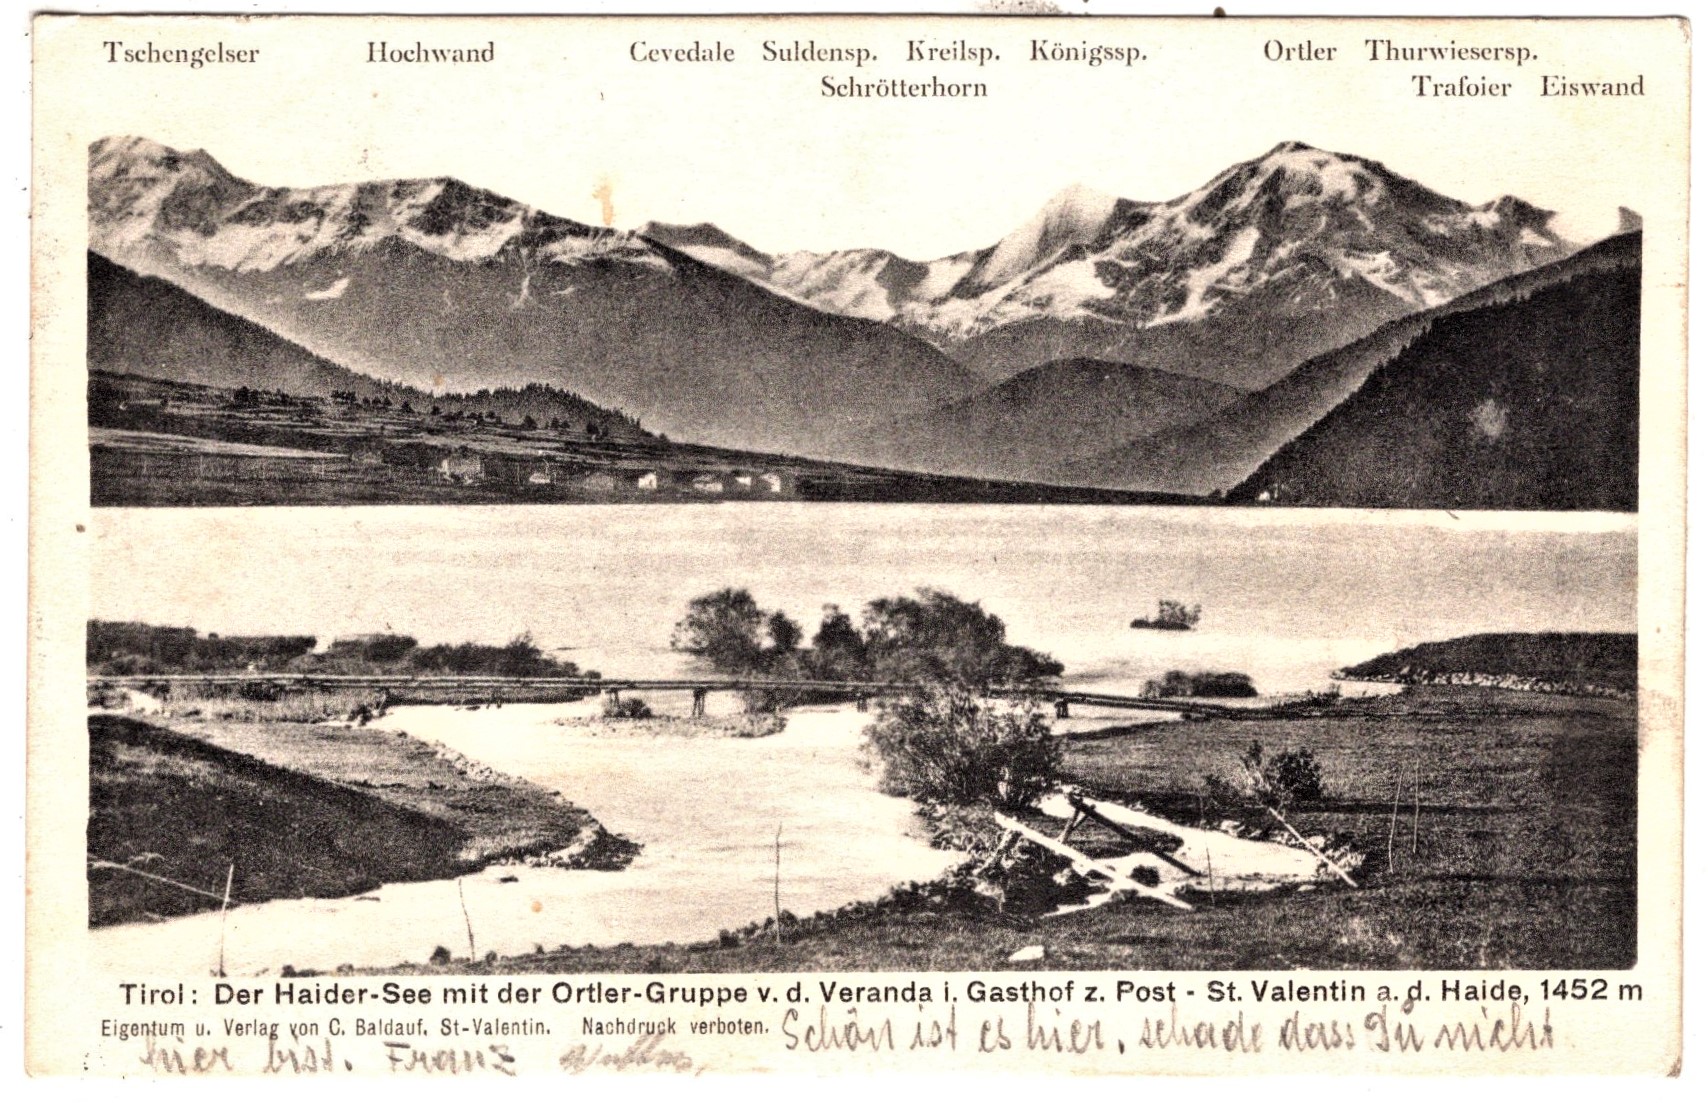 Tschengelser Hochwand Cevedale Suldensp. Kreilsp. Königssp. Ortler Thurwiesersp.
Schrötterhorn Trafoier Eiswand
Tirol: Der Haider-See mit der Ortler-Gruppe v. d. Veranda i. Gasthof z. Post - St. Valentin a. d. Haide, 1452 m
Eigentum u. Verlag von C. Baldauf, St-Valentin. Nachdruck verboten. Schön ist es hier, schade dass Du nicht
hier bist. Franz